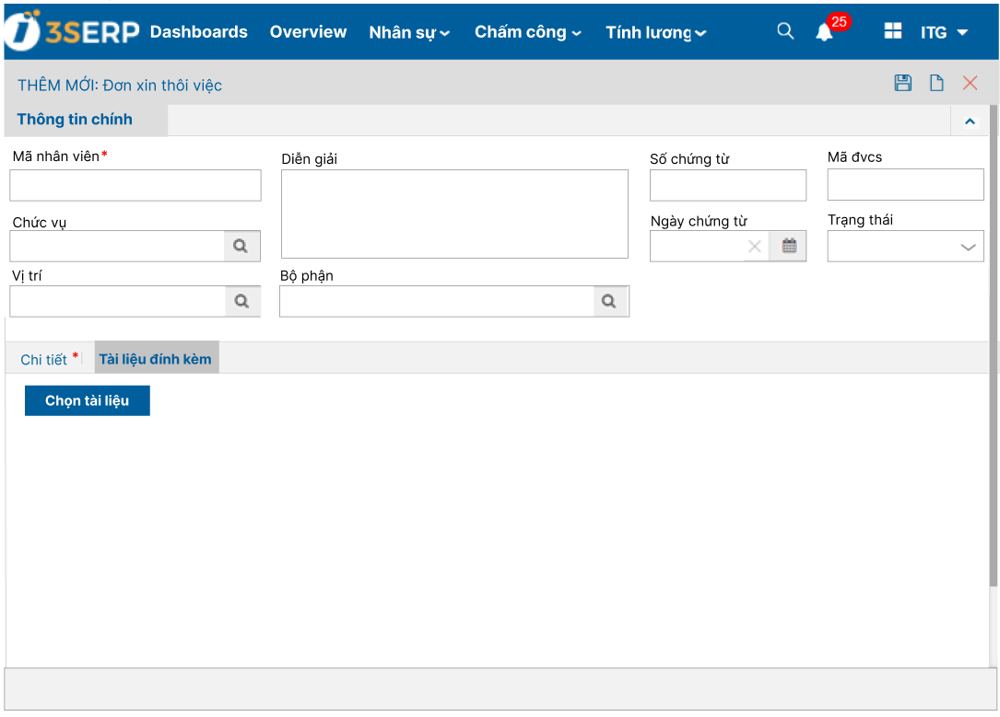 3SERP Dashboards Overview Nhân sự Chấm công Tính lương 25 ITG
THÊM MỚI: Đơn xin thôi việc
Thông tin chính
Mã nhân viên* Diễn giải Số chứng từ Mã đvcs
Chức vụ Ngày chứng từ Trạng thái
Vị trí Bộ phận
Chi tiết * Tài liệu đính kèm
Chọn tài liệu